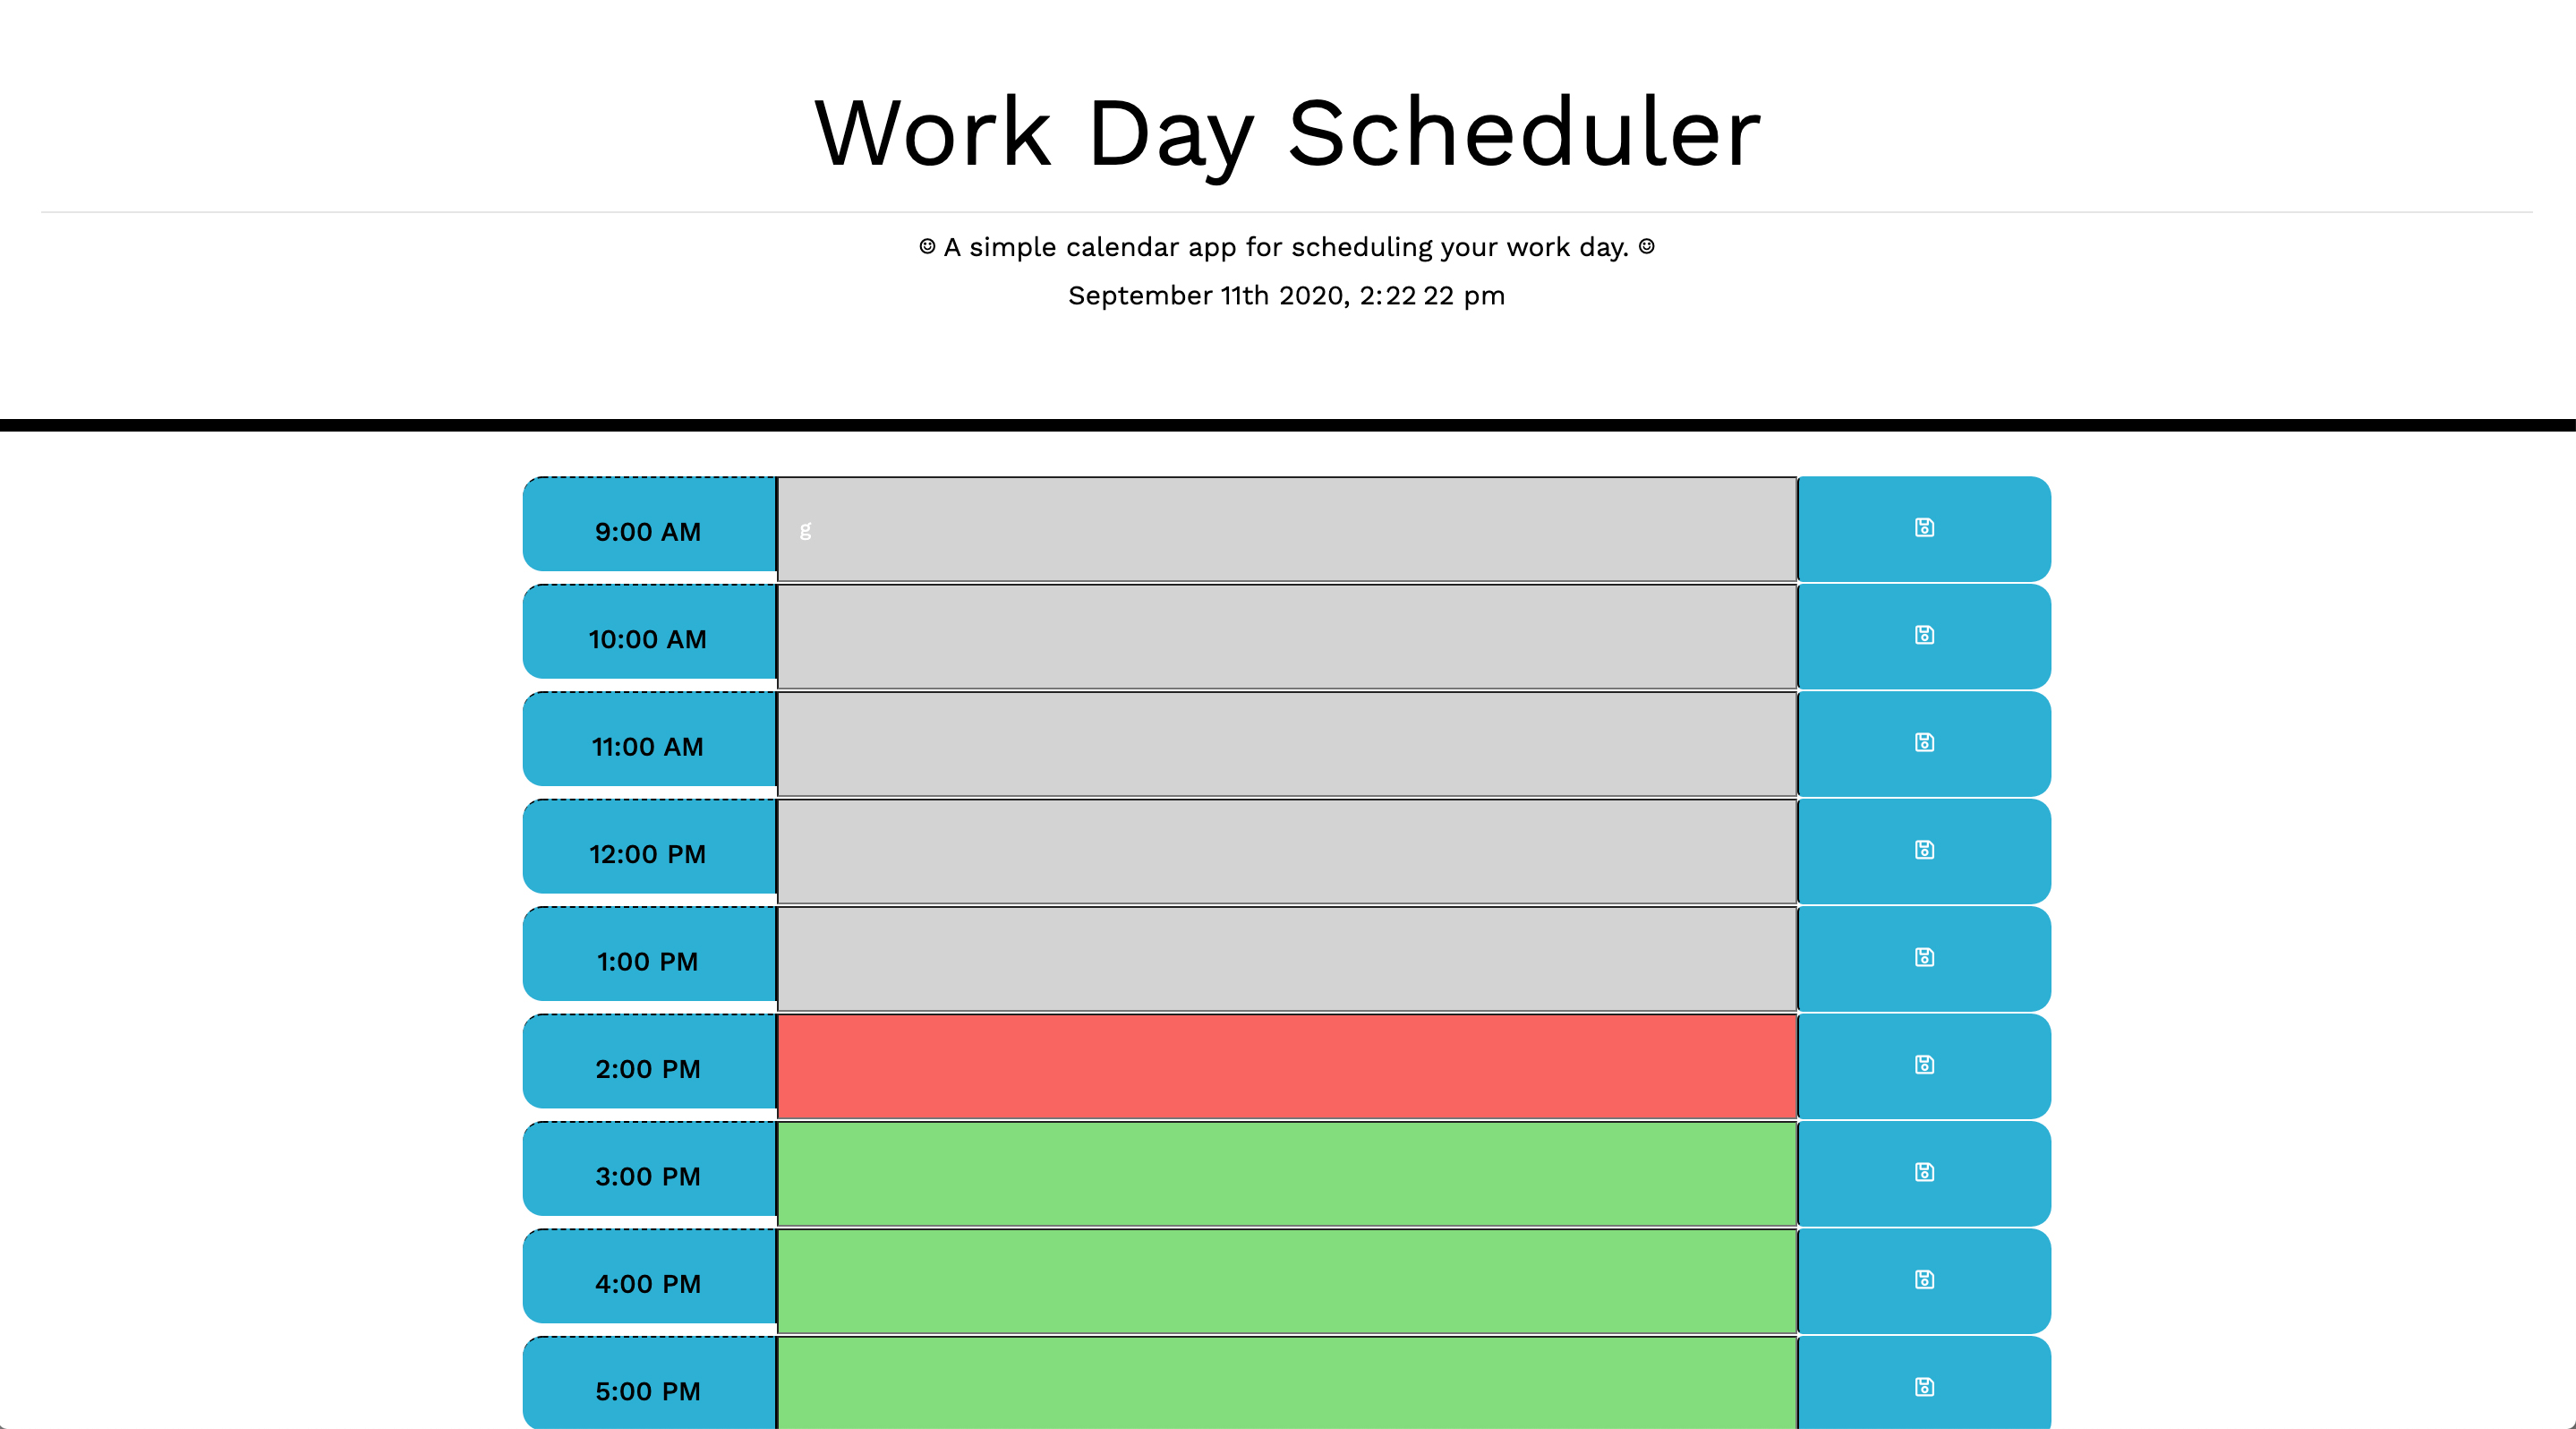 Work Day Scheduler
☺ A simple calendar app for scheduling your work day. ☺
September 11th 2020, 2:22 22 pm
9:00 AM
g
10:00 AM
11:00 AM
12:00 PM
1:00 PM
2:00 PM
3:00 PM
4:00 PM
5:00 PM